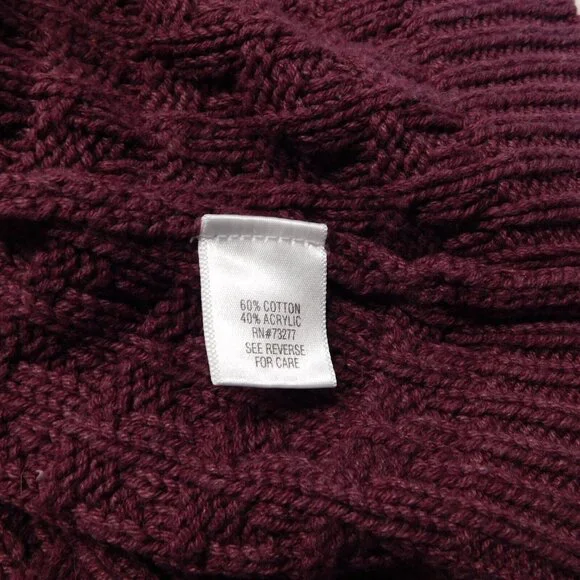 60% COTTON
40% ACRYLIC
RN#73277
SEE REVERSE
FOR CARE